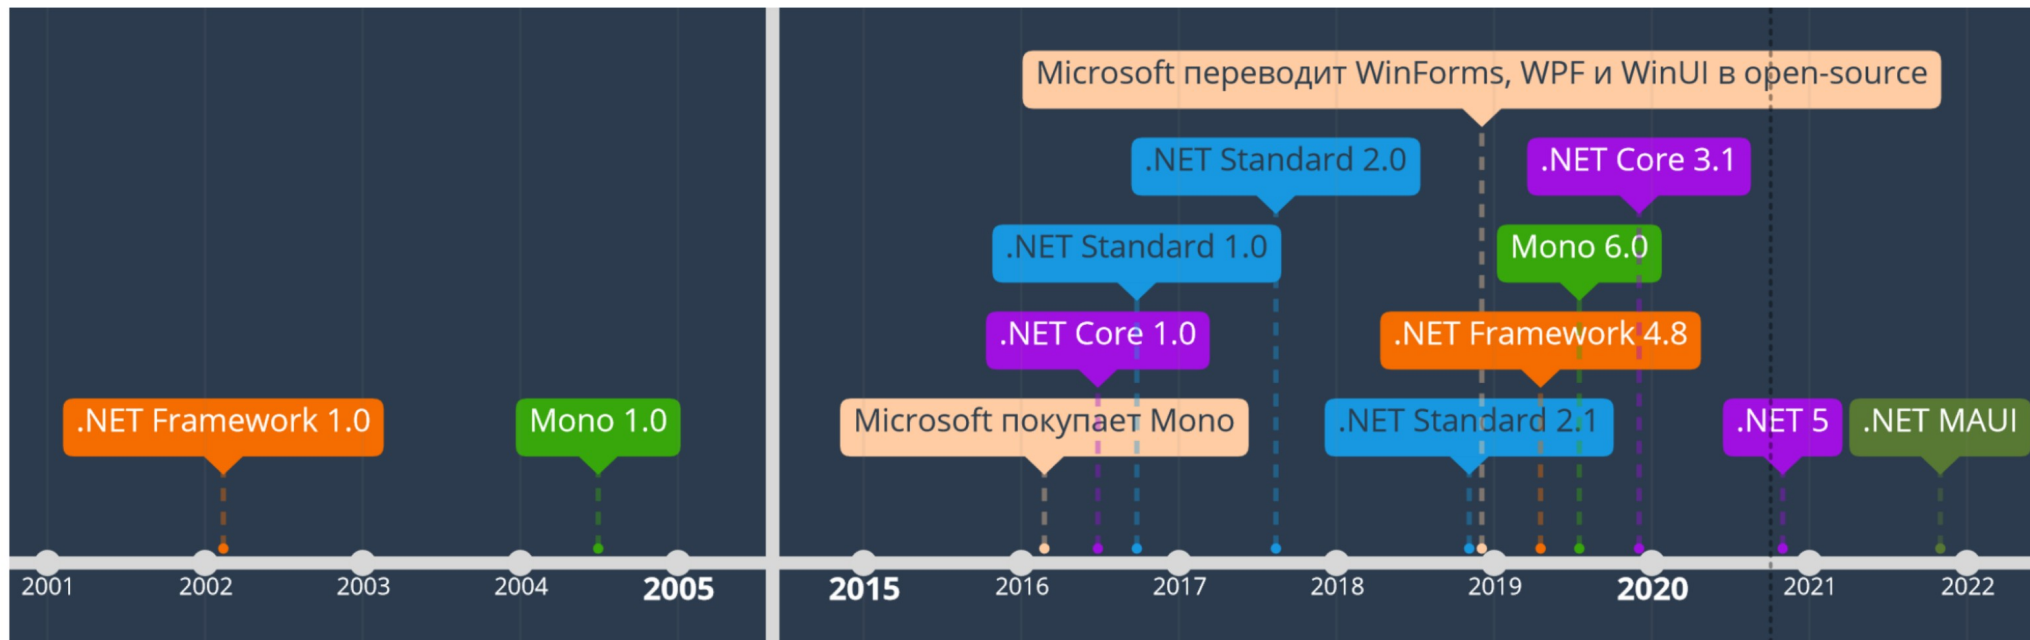 Microsoft переводит WinForms, WPF и WinUI в open-source
.NET Standard 2.0
.NET Core 3.1
.NET Standard 1.0
Mono 6.0
.NET Core 1.0
.NET Framework 4.8
.NET Framework 1.0
Mono 1.0
Microsoft покупает Mono
.NET Standard 2.1
.NET 5
.NET MAUI
2001
2002
2003
2004
2005
2015
2016
2017
2018
2019
2020
2021
2022